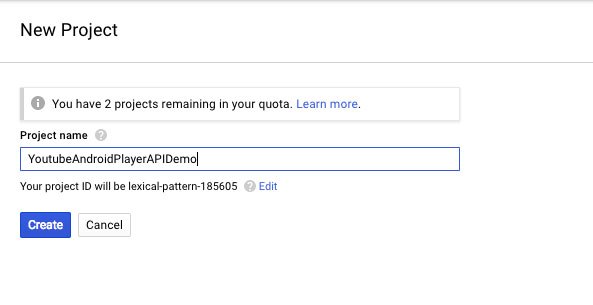 New Project
You have 2 projects remaining in your quota. Learn more.
Project name
YoutubeAndroidPlayerAPIDemo
Your project ID will be lexical-pattern-185605 Edit
Create Cancel